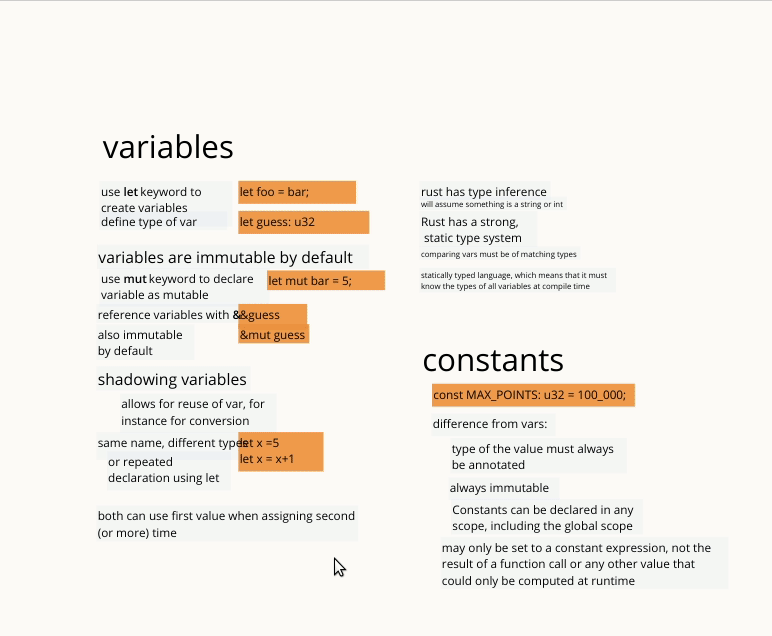 variables
use let keyword to
create variables
let foo = bar;
define type of var
let guess: u32
variables are immutable by default
use mut keyword to declare
variable as mutable
let mut bar = 5;
reference variables with &
&guess
also immutable
by default
&mut guess
shadowing variables
allows for reuse of var, for
instance for conversion
same name, different types
let x =5
let x = x+1
or repeated
declaration using let
both can use first value when assigning second
(or more) time
rust has type inference
will assume something is a string or int
Rust has a strong,
static type system
comparing vars must be of matching types
statically typed language, which means that it must
know the types of all variables at compile time
constants
const MAX_POINTS: u32 = 100_000;
difference from vars:
type of the value must always
be annotated
always immutable
Constants can be declared in any
scope, including the global scope
may only be set to a constant expression, not the
result of a function call or any other value that
could only be computed at runtime